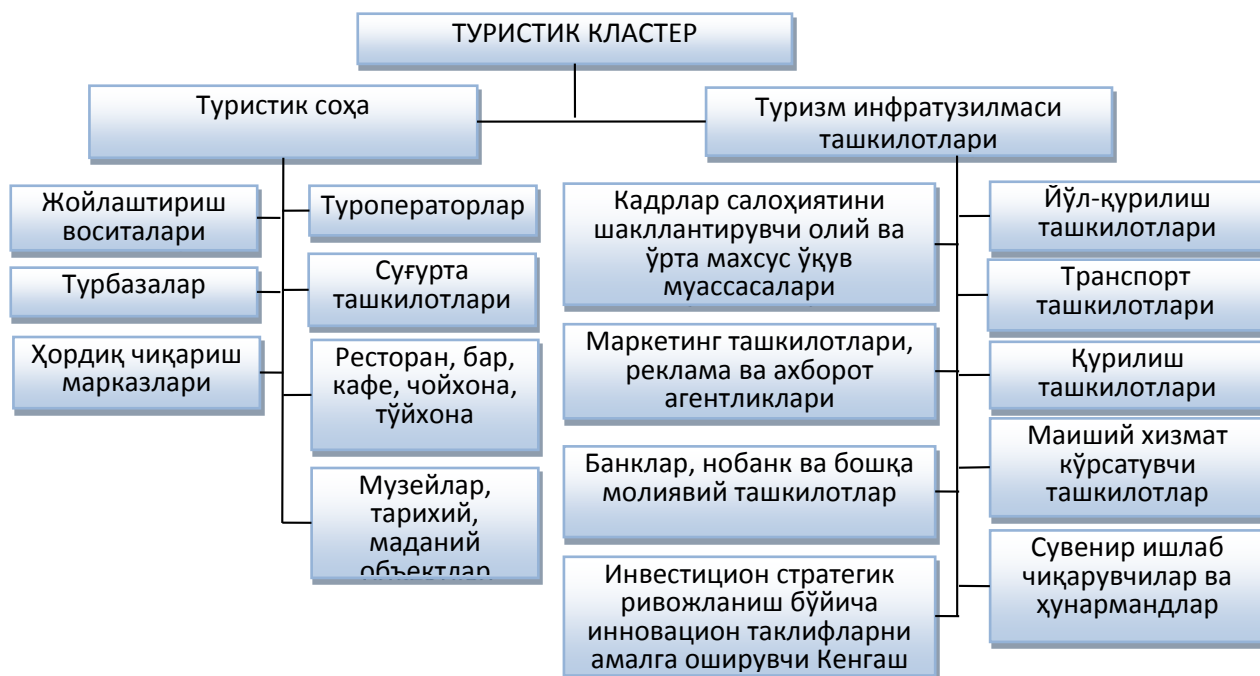 ТУРИСТИК КЛАСТЕР
Туристик соҳа
Туризм инфратузилмаси
ташкилотлари
Жойлаштириш
воситалари
Турбазалар
Ҳордиқ чиқариш
марказлари
Туроператорлар
Суғурта
ташкилотлари
Ресторан, бар,
кафе, чойхона,
тўйхона
Музейлар,
тарихий,
маданий
объектлар
Кадрлар салоҳиятини
шакллантирувчи олий ва
ўрта махсус ўқув
муассасалари
Маркетинг ташкилотлари,
реклама ва ахборот
агентликлари
Банклар, нобанк ва бошқа
молиявий ташкилотлар
Инвестицион стратегик
ривожланиш бўйича
инновацион таклифларни
амалга оширувчи Кенгаш
Йўл-қурилиш
ташкилотлари
Транспорт
ташкилотлари
Қурилиш
ташкилотлари
Маиший хизмат
кўрсатувчи
ташкилотлар
Сувенир ишлаб
чиқарувчилар ва
ҳунармандлар